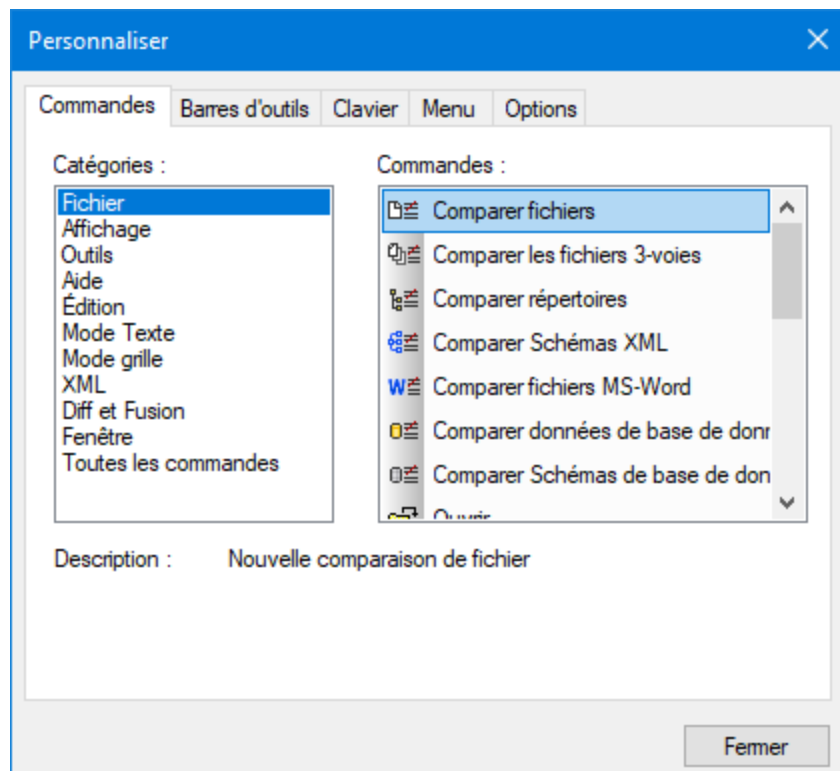 Personnaliser
Commandes Barres d'outils Clavier Menu Options
Catégories :
Fichier
Affichage
Outils
Aide
Édition
Mode Texte
Mode grille
XML
Diff et Fusion
Fenêtre
Toutes les commandes
Commandes :
Comparer fichiers
Comparer les fichiers 3-voies
Comparer répertoires
Comparer Schémas XML
Comparer fichiers MS-Word
Comparer données de base de donr
Comparer Schémas de base de don
Ouvrir
Description : Nouvelle comparaison de fichier
Fermer